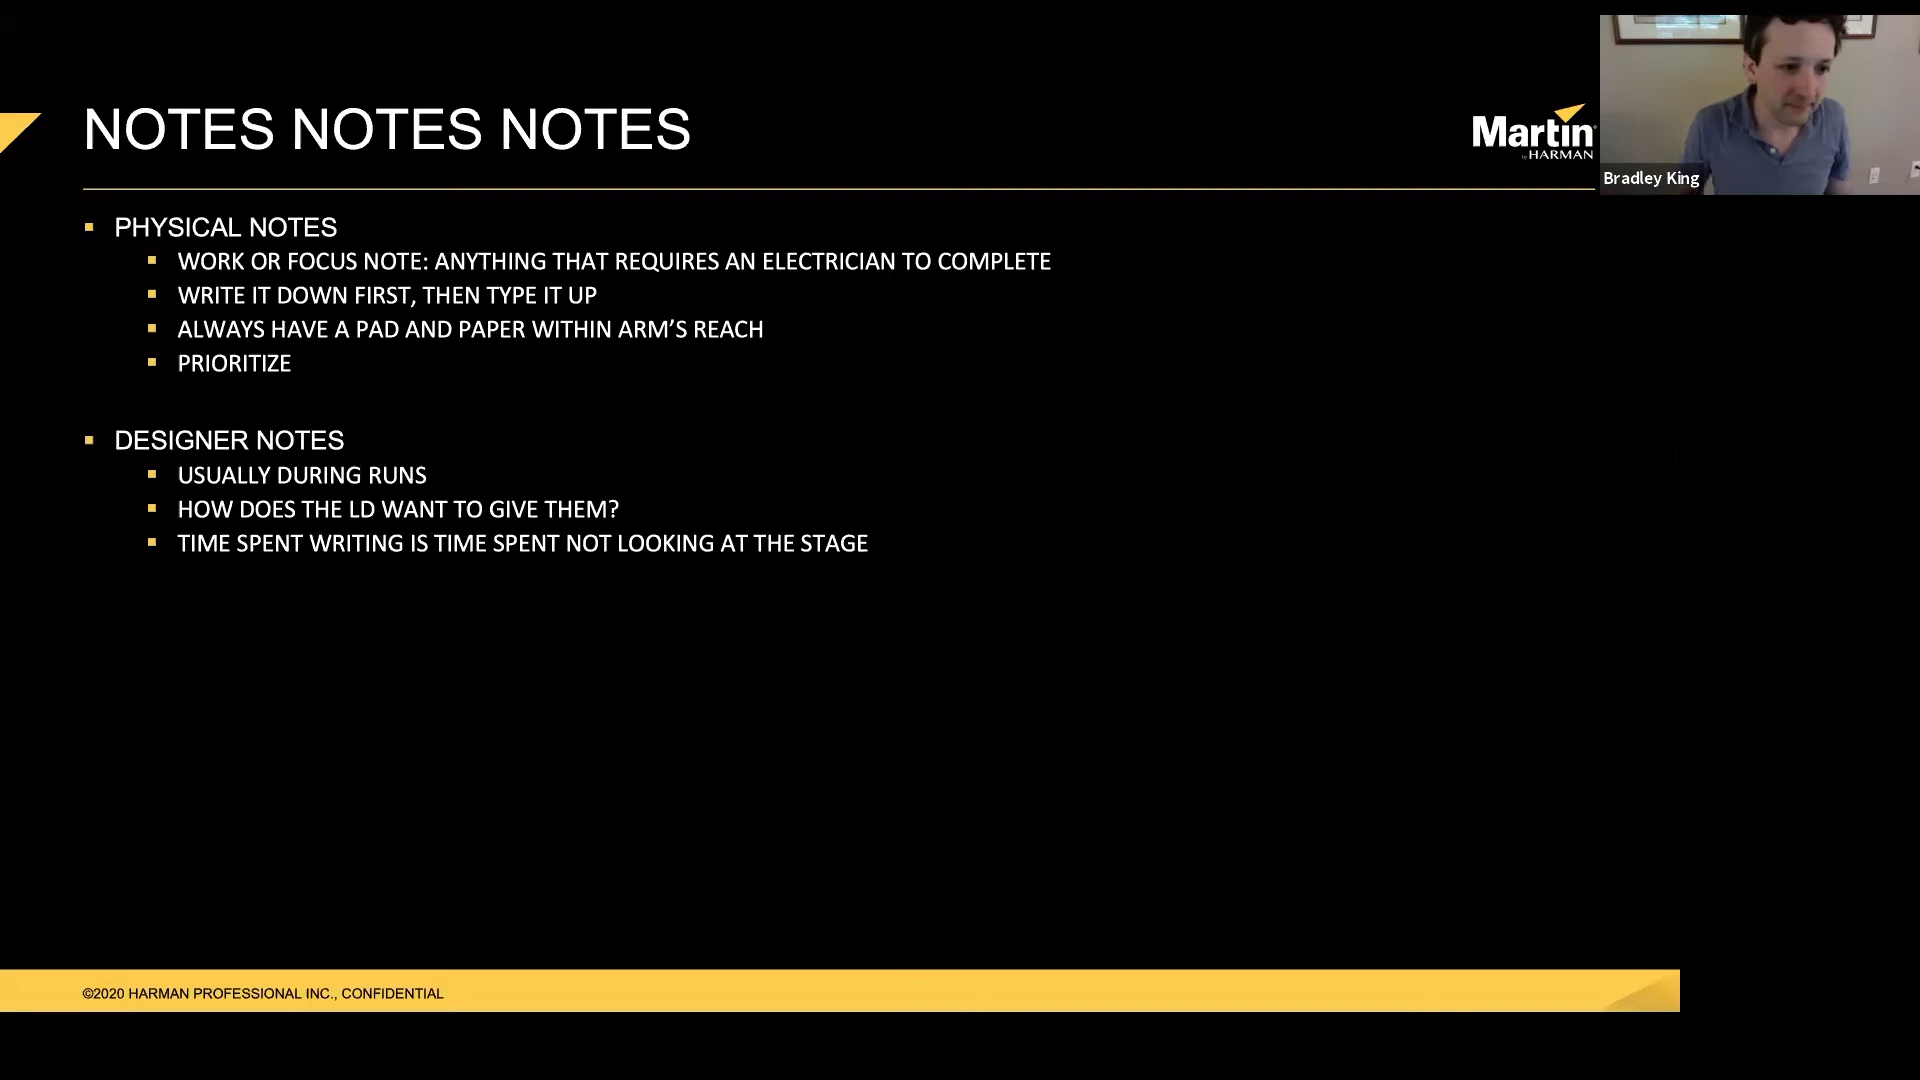 NOTES NOTES NOTES
Martin
by HARMAN
Bradley King
PHYSICAL NOTES
WORK OR FOCUS NOTE: ANYTHING THAT REQUIRES AN ELECTRICIAN TO COMPLETE
WRITE IT DOWN FIRST, THEN TYPE IT UP
ALWAYS HAVE A PAD AND PAPER WITHIN ARM’S REACH
PRIORITIZE
DESIGNER NOTES
USUALLY DURING RUNS
HOW DOES THE LD WANT TO GIVE THEM?
TIME SPENT WRITING IS TIME SPENT NOT LOOKING AT THE STAGE
©2020 HARMAN PROFESSIONAL INC., CONFIDENTIAL